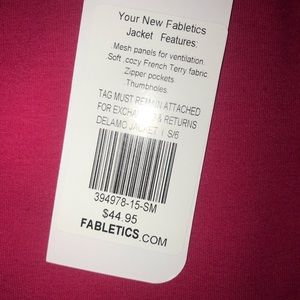 Your New Fabletics
Jacket Features:
Mesh panels for ventilation
Soft cozy French Terry fabric
Zipper pockets
Thumbholes
TAG MUST REMAIN ATTACHED
FOR EXCHANGES & RETURNS
DELAMO JACKET I S/6
394978-15-SM
$44.95
FABLETICS.COM